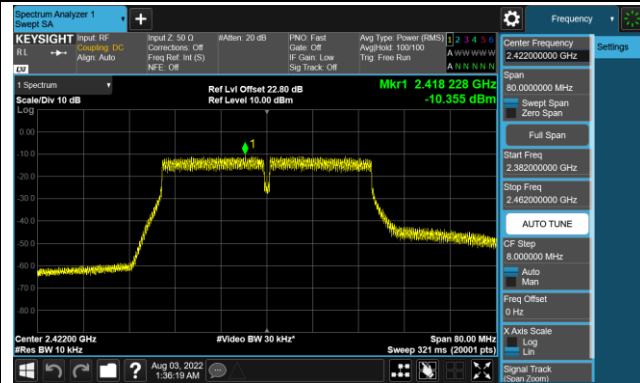 Spectrum Analyzer 1
Swept SA
Frequency
KEYSIGHT
RL
LXI
Input: RF
Coupling: DC
Align: Auto
Input Z: 50 Ω
Corrections: Off
Freq Ref: Int (S)
NFE: Off
#Atten: 20 dB
PNO: Fast
Gate: Off
IF Gain: Low
Sig Track: Off
Avg Type: Power (RMS)
Avg|Hold: 100/100
Trig: Free Run
1 2 3 4 5 6
A W W W W W
A N N N N N
1 Spectrum
Scale/Div 10 dB
Log
Ref Lvl Offset 22.80 dB
Ref Level 10.00 dBm
Mkr1 2.418 228 GHz
-10.355 dBm
1
0.00
-10.0
-20.0
-30.0
-40.0
-50.0
-60.0
-70.0
-80.0
Center 2.42200 GHz
#Res BW 10 kHz
#Video BW 30 kHz*
Span 80.00 MHz
Sweep 321 ms (20001 pts)
Aug 03, 2022
1:36:19 AM
Center Frequency
2.422000000 GHz
Settings
Span
80.0000000 MHz
Swept Span
Zero Span
Full Span
Start Freq
2.382000000 GHz
Stop Freq
2.462000000 GHz
AUTO TUNE
CF Step
8.000000 MHz
Auto
Man
Freq Offset
0 Hz
X Axis Scale
Log
Lin
Signal Track
(Span Zoom)